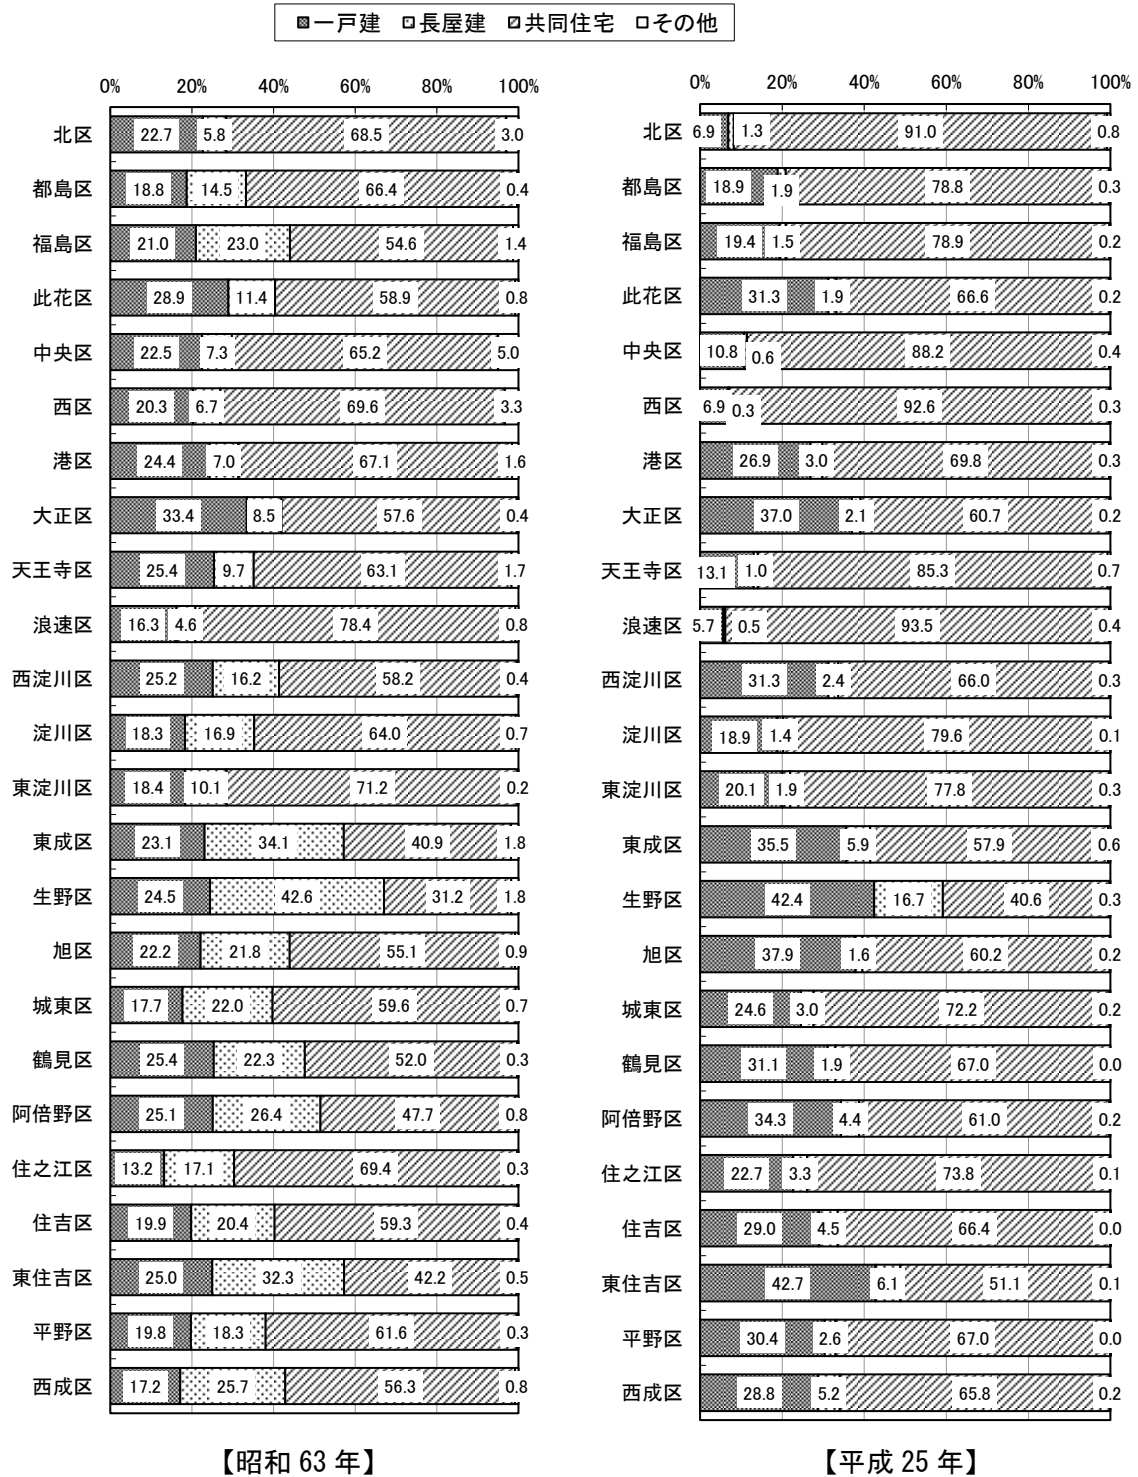 一戸建 長屋建 共同住宅 その他
0% 20% 40% 60% 80% 100%
北区 22.7 5.8 68.5 3.0
都島区 18.8 14.5 66.4 0.4
福島区 21.0 23.0 54.6 1.4
此花区 28.9 11.4 58.9 0.8
中央区 22.5 7.3 65.2 5.0
西区 20.3 6.7 69.6 3.3
港区 24.4 7.0 67.1 1.6
大正区 33.4 8.5 57.6 0.4
天王寺区 25.4 9.7 63.1 1.7
浪速区 16.3 4.6 78.4 0.8
西淀川区 25.2 16.2 58.2 0.4
淀川区 18.3 16.9 64.0 0.7
東淀川区 18.4 10.1 71.2 0.2
東成区 23.1 34.1 40.9 1.8
生野区 24.5 42.6 31.2 1.8
旭区 22.2 21.8 55.1 0.9
城東区 17.7 22.0 59.6 0.7
鶴見区 25.4 22.3 52.0 0.3
阿倍野区 25.1 26.4 47.7 0.8
住之江区 13.2 17.1 69.4 0.3
住吉区 19.9 20.4 59.3 0.4
東住吉区 25.0 32.3 42.2 0.5
平野区 19.8 18.3 61.6 0.3
西成区 17.2 25.7 56.3 0.8
【昭和 63 年】
0% 20% 40% 60% 80% 100%
北区 6.9 1.3 91.0 0.8
都島区 18.9 1.9 78.8 0.3
福島区 19.4 1.5 78.9 0.2
此花区 31.3 1.9 66.6 0.2
中央区 10.8 0.6 88.2 0.4
西区 6.9 0.3 92.6 0.3
港区 26.9 3.0 69.8 0.3
大正区 37.0 2.1 60.7 0.2
天王寺区 13.1 1.0 85.3 0.7
浪速区 5.7 0.5 93.5 0.4
西淀川区 31.3 2.4 66.0 0.3
淀川区 18.9 1.4 79.6 0.1
東淀川区 20.1 1.9 77.8 0.3
東成区 35.5 5.9 57.9 0.6
生野区 42.4 16.7 40.6 0.3
旭区 37.9 1.6 60.2 0.2
城東区 24.6 3.0 72.2 0.2
鶴見区 31.1 1.9 67.0 0.0
阿倍野区 34.3 4.4 61.0 0.2
住之江区 22.7 3.3 73.8 0.1
住吉区 29.0 4.5 66.4 0.0
東住吉区 42.7 6.1 51.1 0.1
平野区 30.4 2.6 67.0 0.0
西成区 28.8 5.2 65.8 0.2
【平成 25 年】